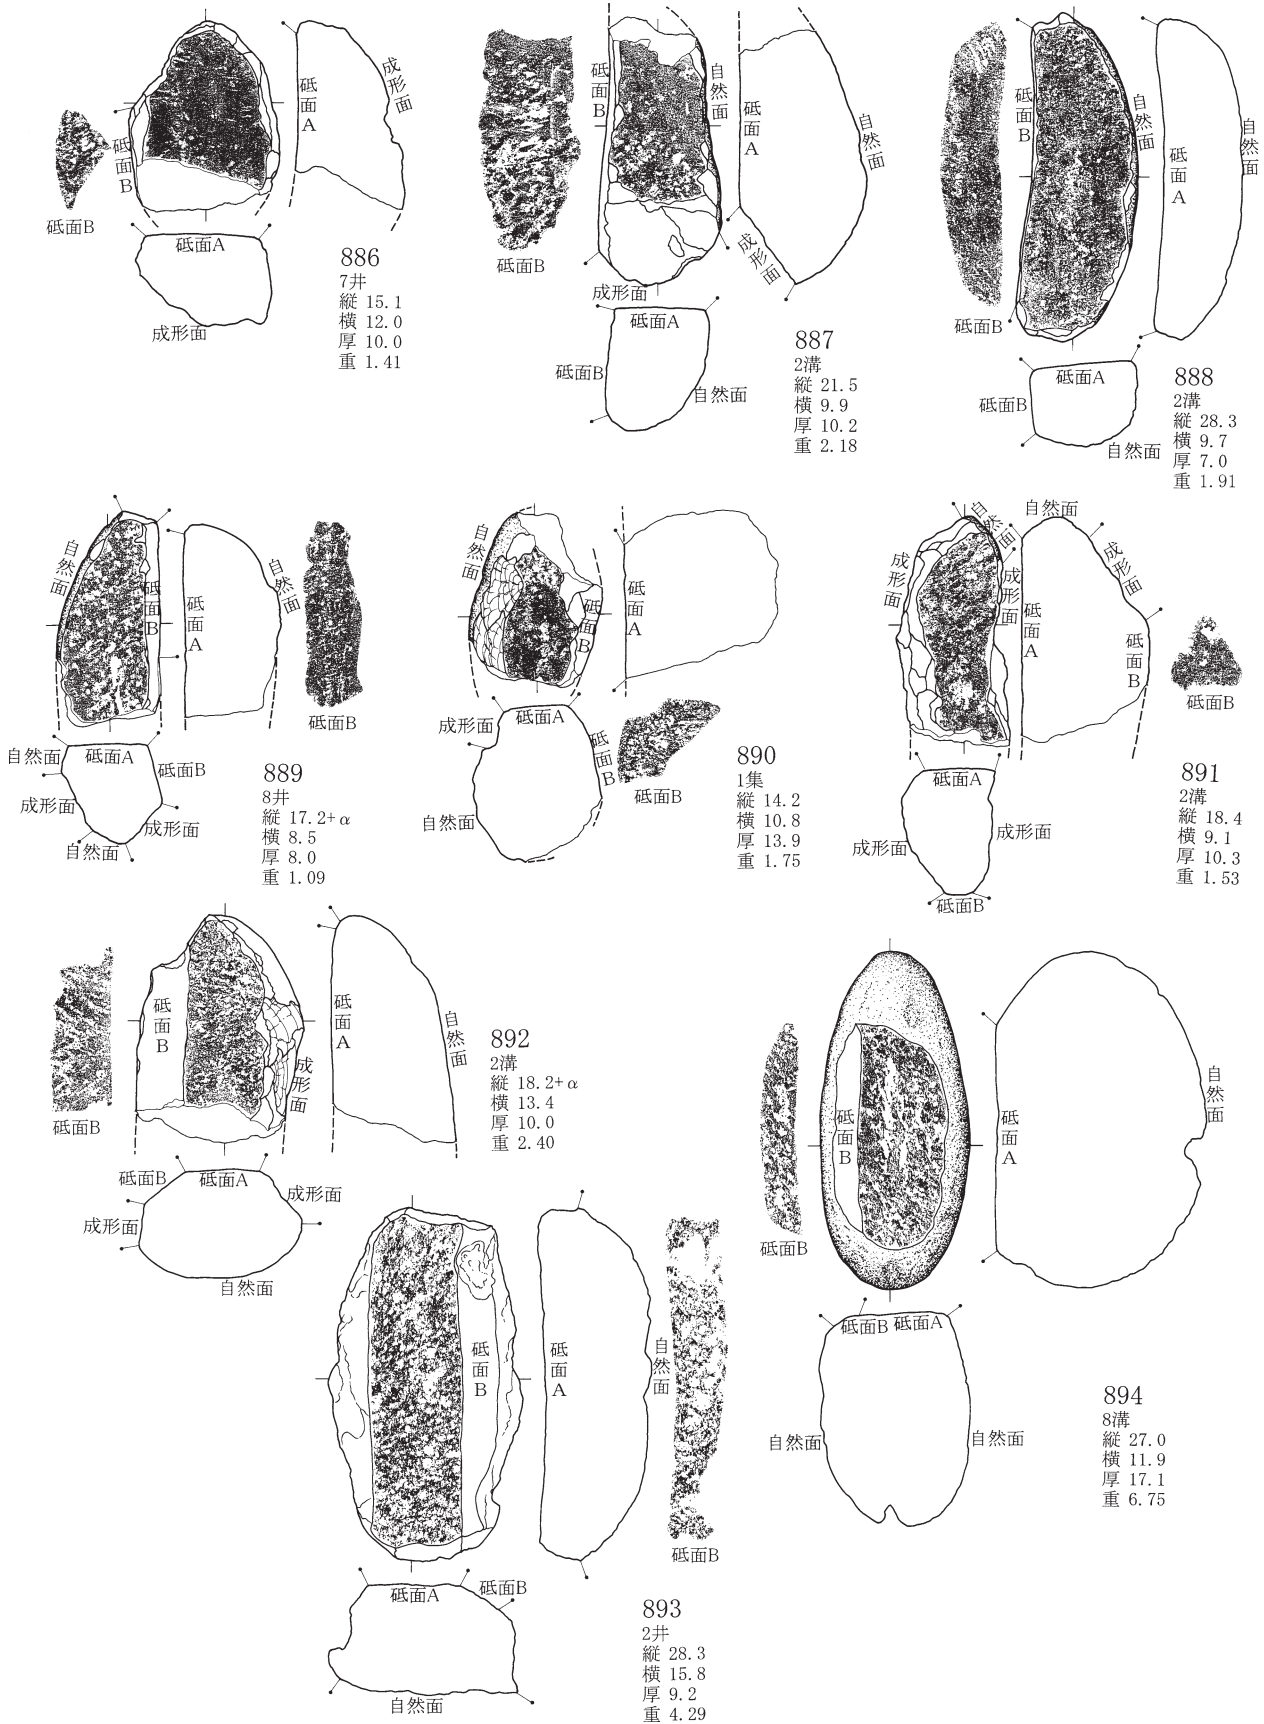 砥面A
成形面
砥面B
砥面B
砥面A
成形面
886
7井
縦 15.1
横 12.0
厚 10.0
重 1.41
砥面B
自然面
砥面A
自然面
砥面B
成形面
成形面
砥面A
砥面B
自然面
887
2溝
縦 21.5
横 9.9
厚 10.2
重 2.18
砥面B
自然面
砥面A
自然面
砥面B
砥面A
砥面B
自然面
888
2溝
縦 28.3
横 9.7
厚 7.0
重 1.91
自然面
砥面B
砥面A
自然面
砥面B
自然面
砥面A
砥面B
成形面
成形面
自然面
889
8井
縦 17.2+α
横 8.5
厚 8.0
重 1.09
自然面
砥面B
砥面A
成形面
砥面A
砥面B
自然面
砥面B
890
1集
縦 14.2
横 10.8
厚 13.9
重 1.75
自然面
自然面
成形面
成形面
砥面A
成形面
砥面B
砥面B
砥面A
成形面
成形面
砥面B
891
2溝
縦 18.4
横 9.1
厚 10.3
重 1.53
砥面B
砥面A
自然面
成形面
砥面B
砥面B
砥面A
成形面
成形面
自然面
892
2溝
縦 18.2+α
横 13.4
厚 10.0
重 2.40
砥面B
砥面A
自然面
砥面B
砥面A
砥面B
自然面
893
2井
縦 28.3
横 15.8
厚 9.2
重 4.29
砥面B
砥面A
自然面
砥面B
砥面B 砥面A
自然面
自然面
894
8溝
縦 27.0
横 11.9
厚 17.1
重 6.75